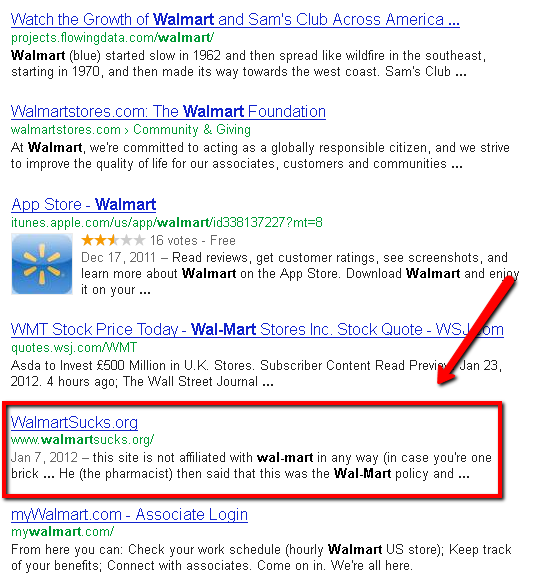 Watch the Growth of Walmart and Sam's Club Across America ...
projects.flowingdata.com/walmart/
Walmart (blue) started slow in 1962 and then spread like wildfire in the southeast,
starting in 1970, and then made its way towards the west coast. Sam's Club ...
Walmartstores.com: The Walmart Foundation
walmartstores.com › Community & Giving
At Walmart, we're committed to acting as a globally responsible citizen, and we strive
to improve the quality of life for our associates, customers and communities ...
App Store - Walmart
itunes.apple.com/us/app/walmart/id338137227?mt=8
16 votes - Free
Dec 17, 2011 – Read reviews, get customer ratings, see screenshots, and
learn more about Walmart on the App Store. Download Walmart and enjoy
it on your ...
WMT Stock Price Today - Wal-Mart Stores Inc. Stock Quote - WSJ.com
quotes.wsj.com/WMT
Asda to Invest £500 Million in U.K. Stores. Subscriber Content Read Preview. Jan 23,
2012. 4 hours ago; The Wall Street Journal ...
WalmartSucks.org
www.walmartsucks.org/
Jan 7, 2012 – this site is not affiliated with wal-mart in any way (in case you're one
brick ... He (the pharmacist) then said that this was the Wal-Mart policy and ...
myWalmart.com - Associate Login
mywalmart.com/
From here you can: Check your work schedule (hourly Walmart US store); Keep track
of your benefits; Connect with associates. Come on in. We're all here.